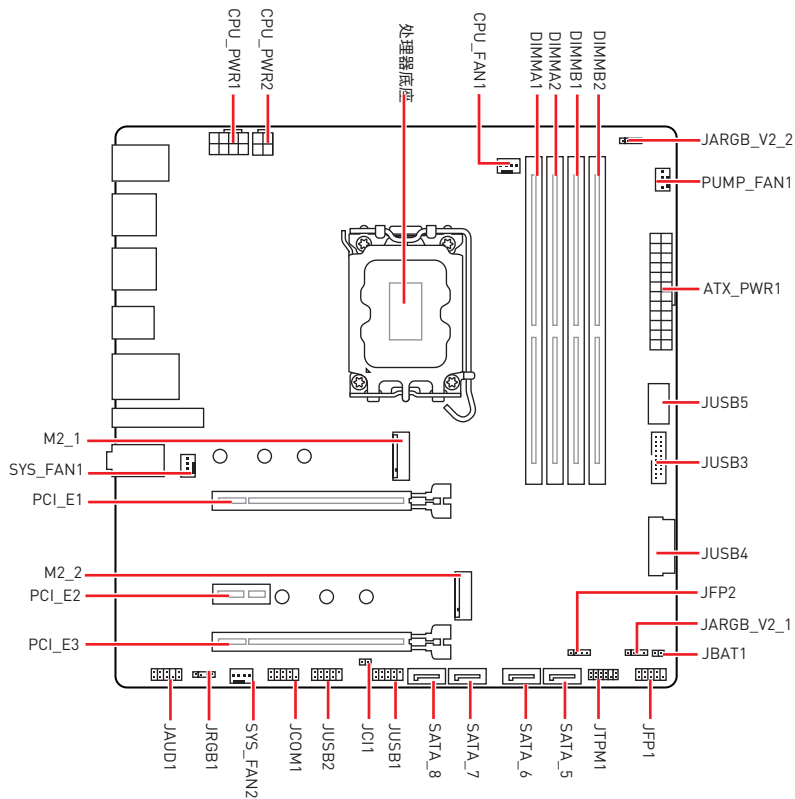 CPU_PWR1
CPU_PWR2
处理器底座
CPU_FAN1
DIMMA1
DIMMA2
DIMMB1
DIMMB2
JARGB_V2_2
PUMP_FAN1
ATX_PWR1
JUSB5
JUSB3
JUSB4
JFP2
JARGB_V2_1
JBAT1
M2_1
SYS_FAN1
PCI_E1
M2_2
PCI_E2
PCI_E3
JAUD1
JRGB1
SYS_FAN2
JCOM1
JUSB2
JCI1
JUSB1
SATA_8
SATA_7
SATA_6
SATA_5
JTPM1
JFP1